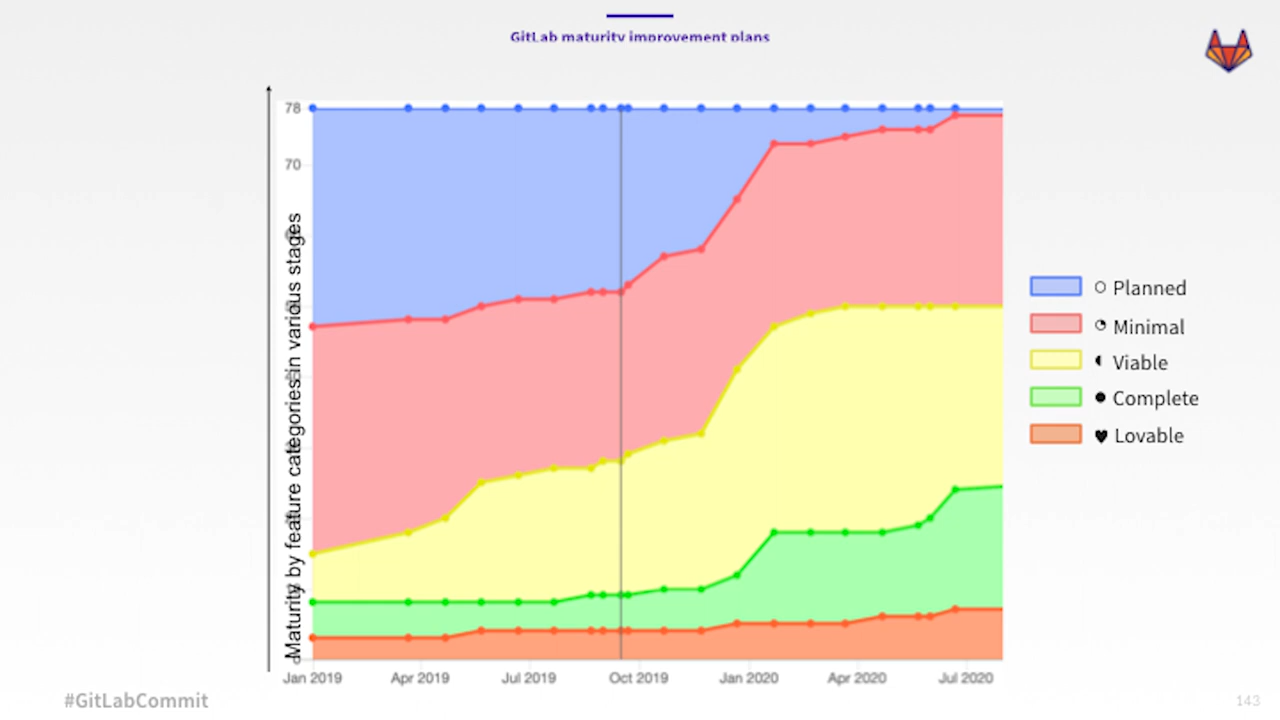 GitLab maturity improvement plans
78
70
Maturity by feature categories in various stages
Jan 2019
Apr 2019
Jul 2019
Oct 2019
Jan 2020
Apr 2020
Jul 2020
Planned
Minimal
Viable
Complete
Lovable
#GitLabCommit
143